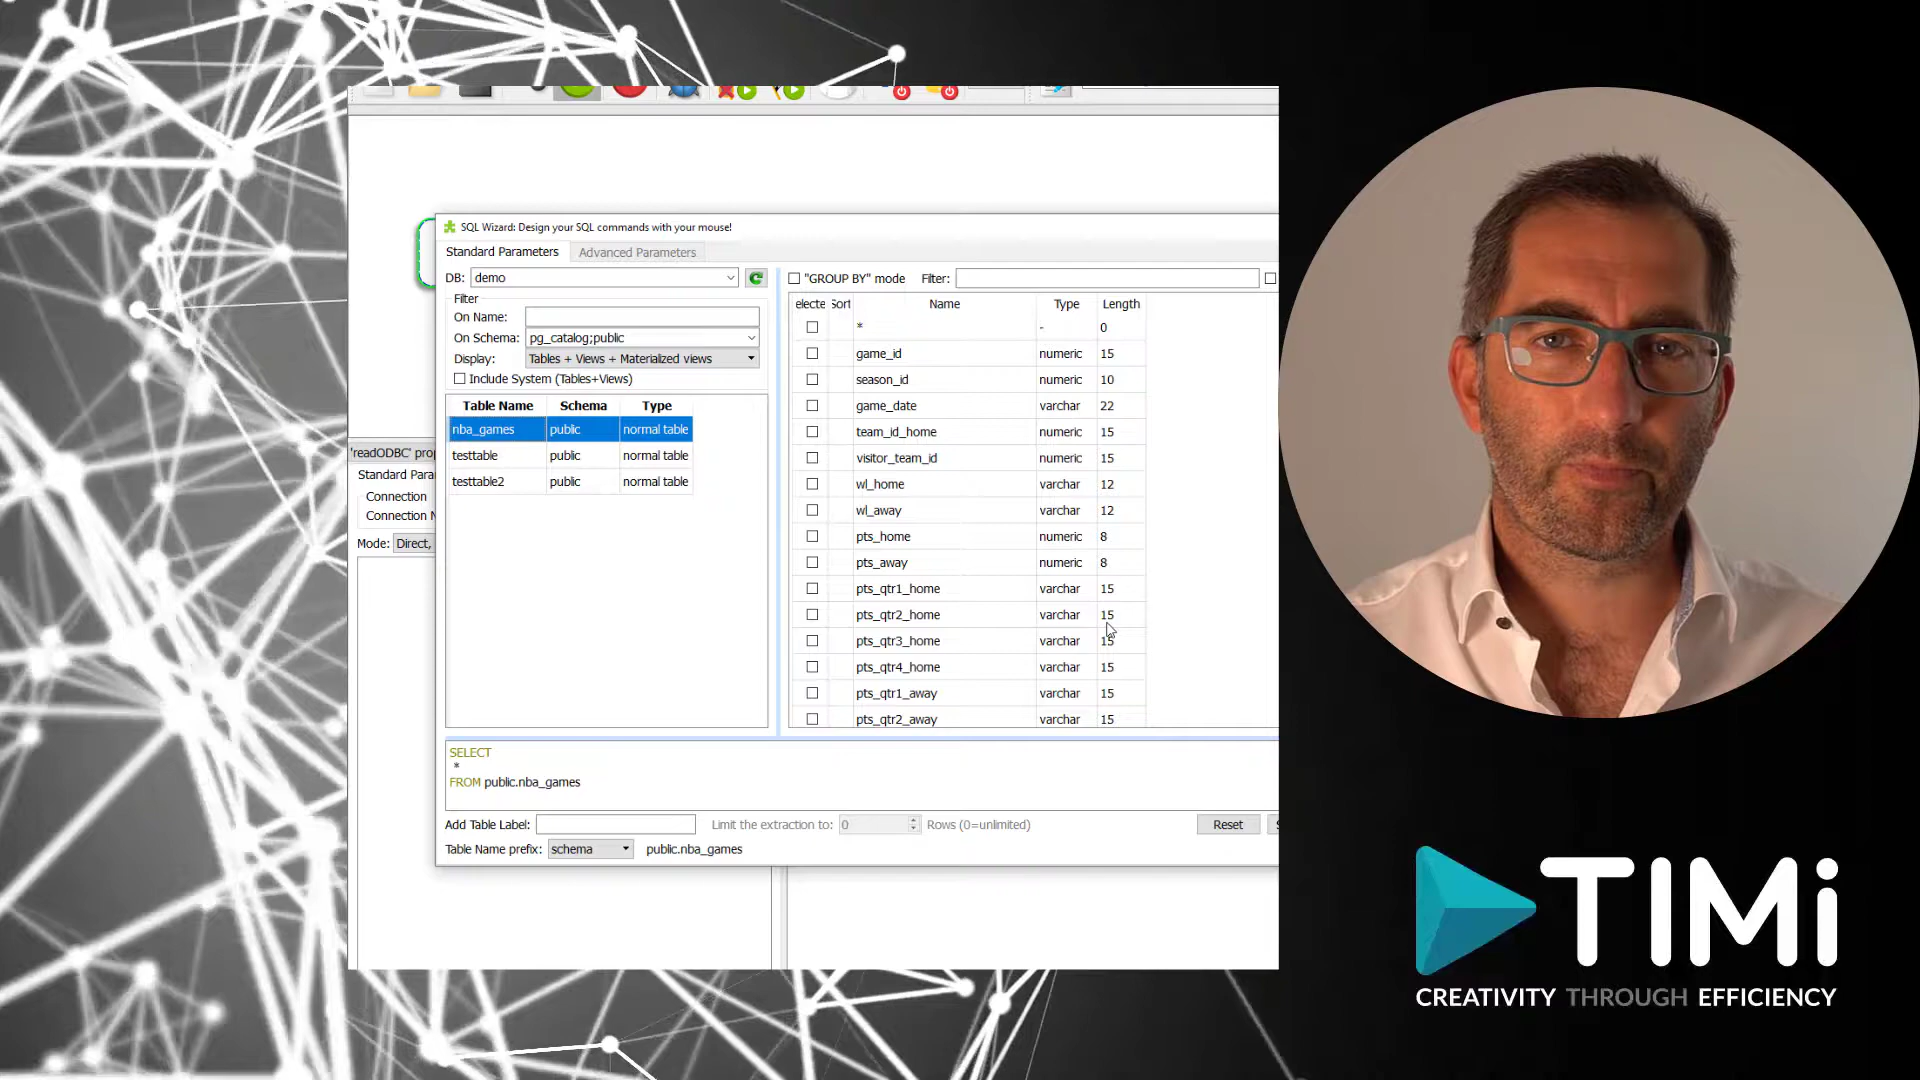 SQL Wizard: Design your SQL commands with your mouse!
Standard Parameters Advanced Parameters
DB: demo
"GROUP BY" mode Filter:
Filter
On Name:
On Schema: pg_catalog;public
Display: Tables + Views + Materialized views
Include System (Tables+Views)
Table Name Schema Type
nba_games public normal table
testtable public normal table
testtable2 public normal table
electe Sort Name Type Length
* - 0
game_id numeric 15
season_id numeric 10
game_date varchar 22
team_id_home numeric 15
visitor_team_id numeric 15
wl_home varchar 12
wl_away varchar 12
pts_home numeric 8
pts_away numeric 8
pts_qtr1_home varchar 15
pts_qtr2_home varchar 15
pts_qtr3_home varchar 15
pts_qtr4_home varchar 15
pts_qtr1_away varchar 15
pts_qtr2_away varchar 15
'readODBC' prop
Standard Para
Connection
Connection N
Mode: Direct,
SELECT
*
FROM public.nba_games
Add Table Label: Limit the extraction to: 0 Rows (0=unlimited) Reset
Table Name prefix: schema public.nba_games
TIMi
CREATIVITY THROUGH EFFICIENCY